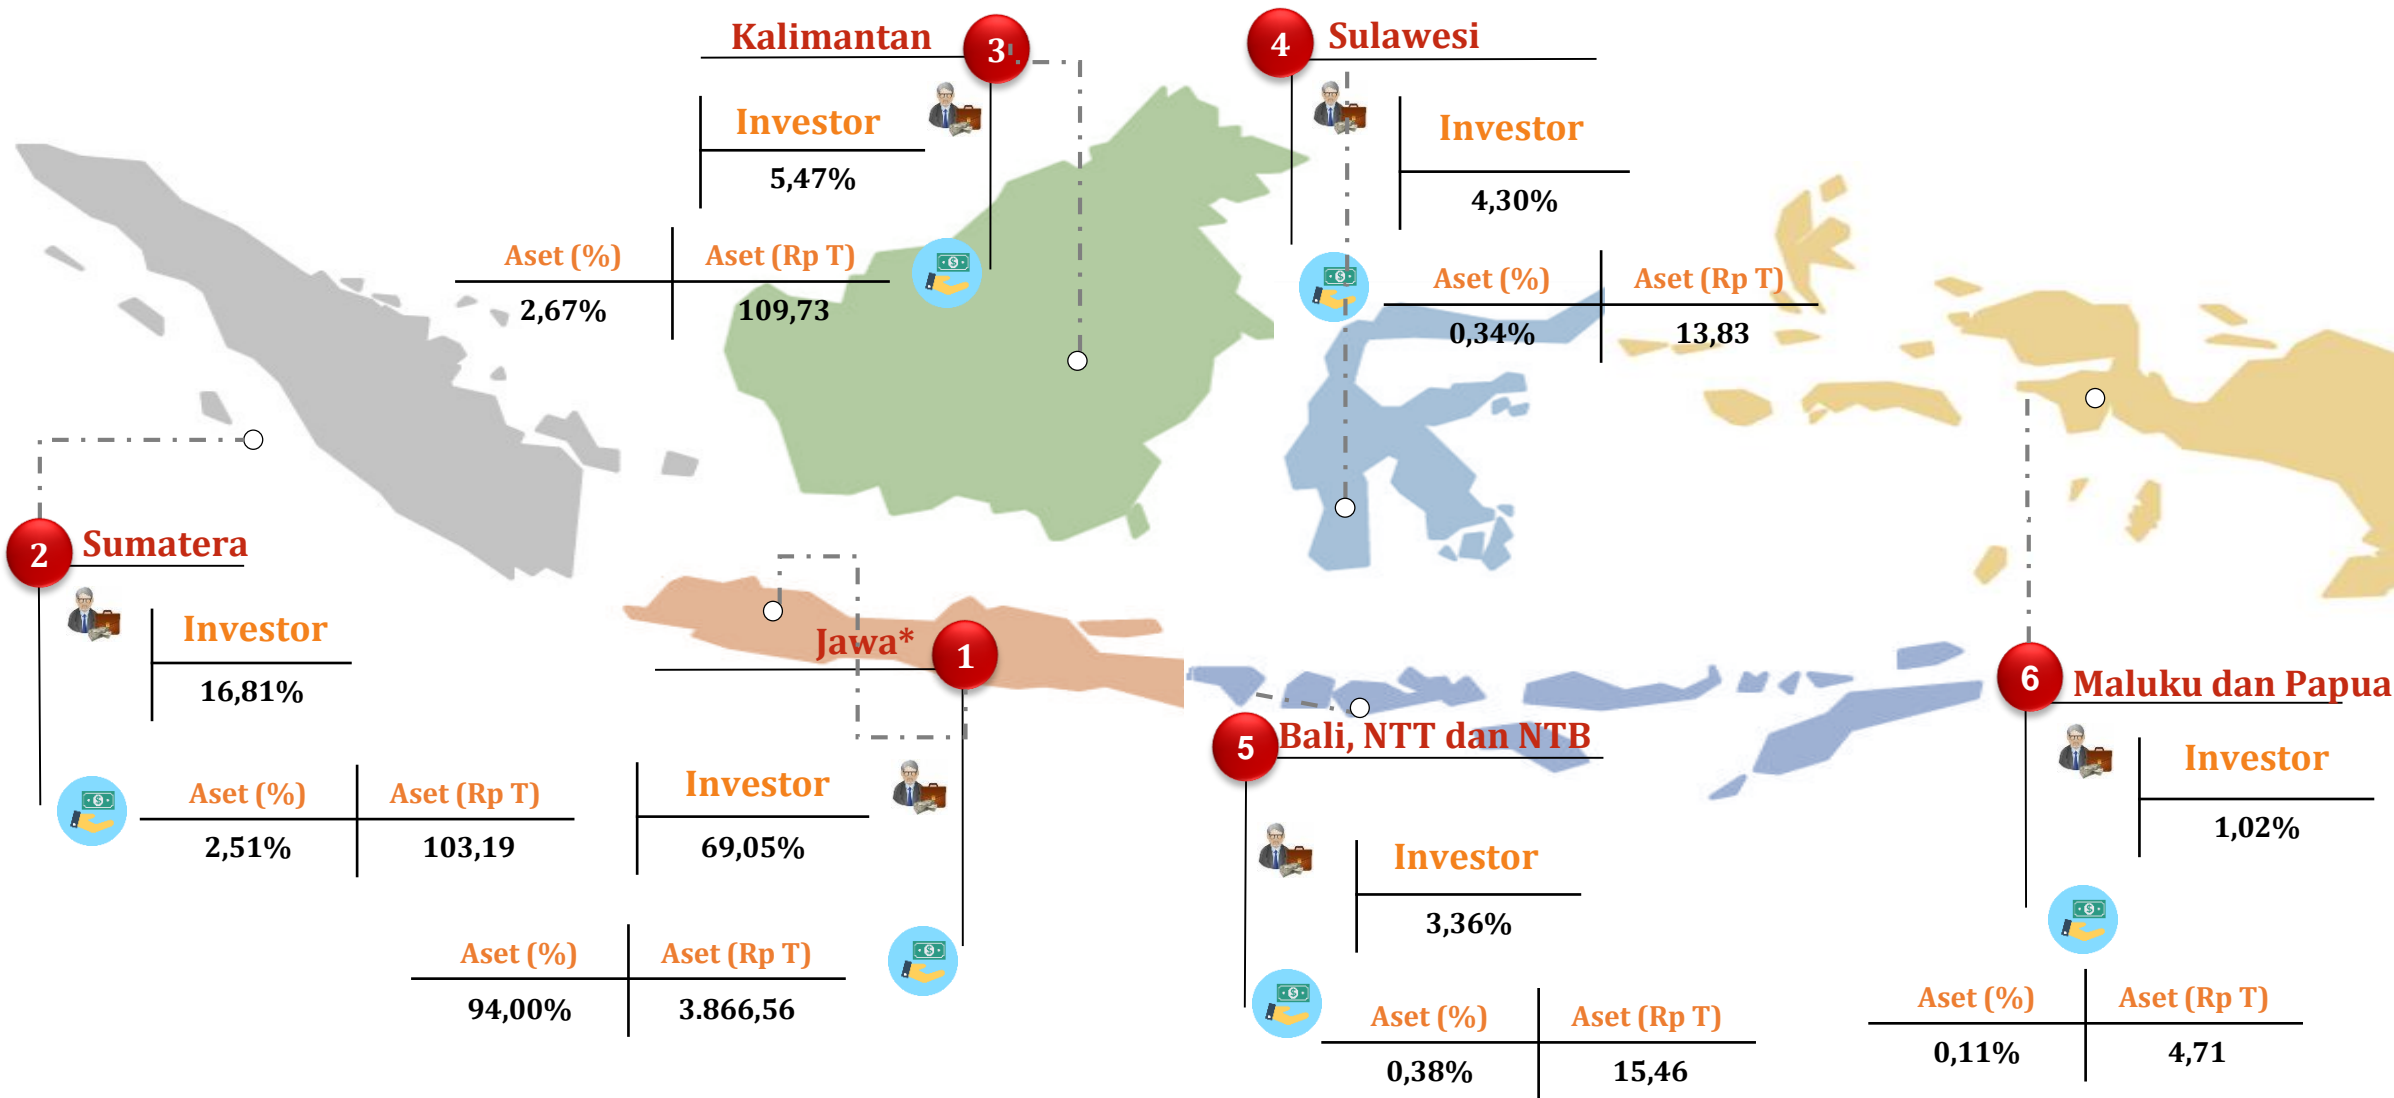 Kalimantan
3
Investor
5,47%
Aset (%) Aset (Rp T)
2,67% 109,73
4
Sulawesi
Investor
4,30%
Aset (%) Aset (Rp T)
0,34% 13,83
2
Sumatera
Investor
16,81%
Aset (%) Aset (Rp T)
2,51% 103,19
Jawa*
1
Investor
69,05%
Aset (%) Aset (Rp T)
94,00% 3.866,56
5
Bali, NTT dan NTB
Investor
3,36%
Aset (%) Aset (Rp T)
0,38% 15,46
6
Maluku dan Papua
Investor
1,02%
Aset (%) Aset (Rp T)
0,11% 4,71